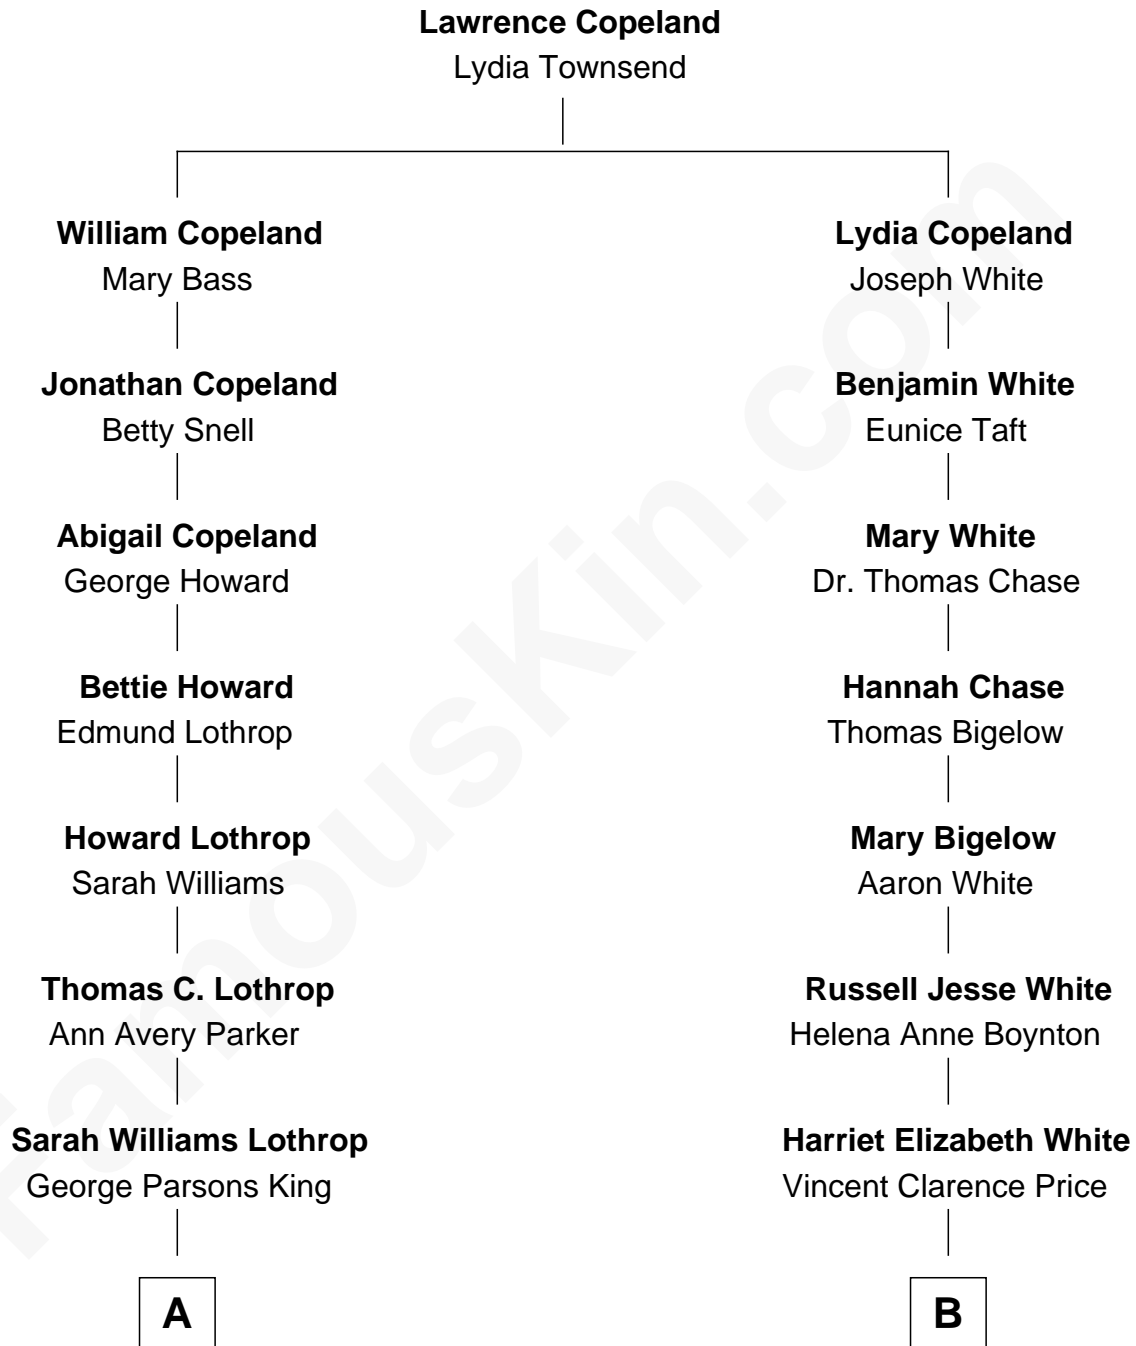 Lawrence Copeland
Lydia Townsend
William Copeland
Mary Bass
Jonathan Copeland
Betty Snell
Abigail Copeland
George Howard
Bettie Howard
Edmund Lothrop
Howard Lothrop
Sarah Williams
Thomas C. Lothrop
Ann Avery Parker
Sarah Williams Lothrop
George Parsons King
A
Lydia Copeland
Joseph White
Benjamin White
Eunice Taft
Mary White
Dr. Thomas Chase
Hannah Chase
Thomas Bigelow
Mary Bigelow
Aaron White
Russell Jesse White
Helena Anne Boynton
Harriet Elizabeth White
Vincent Clarence Price
B
FamousKin.com